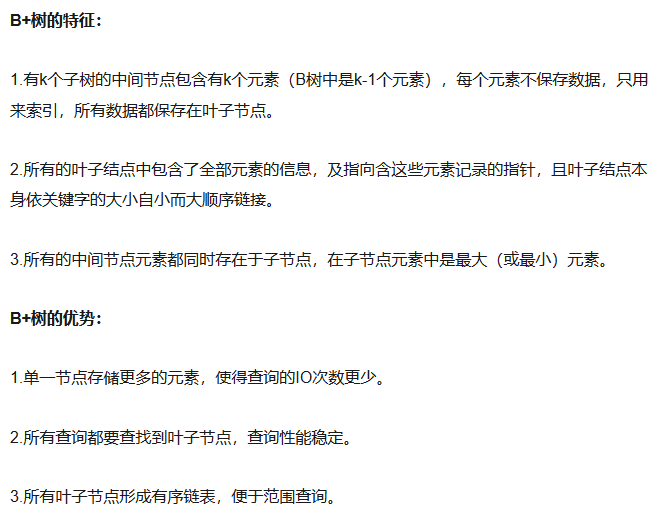 B+树的特征：
1.有k个子树的中间节点包含有k个元素（B树中是k-1个元素），每个元素不保存数据，只用
来索引，所有数据都保存在叶子节点。
2.所有的叶子结点中包含了全部元素的信息，及指向含这些元素记录的指针，且叶子结点本
身依关键字的大小自小而大顺序链接。
3.所有的中间节点元素都同时存在于子节点，在子节点元素中是最大（或最小）元素。
B+树的优势：
1.单一节点存储更多的元素，使得查询的IO次数更少。
2.所有查询都要查找到叶子节点，查询性能稳定。
3.所有叶子节点形成有序链表，便于范围查询。